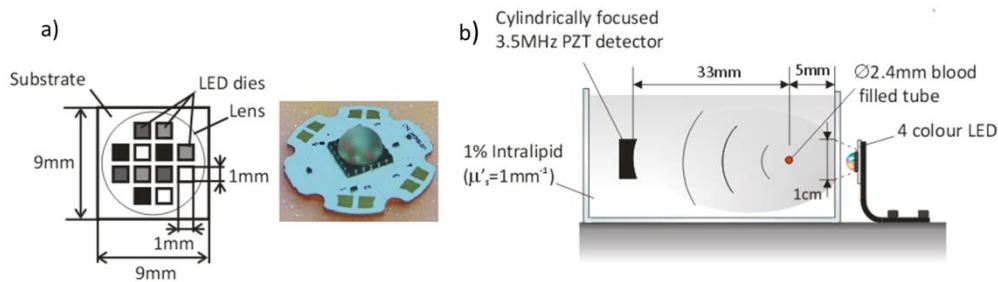 a)
Substrate
LED dies
Lens
9mm
1mm
1mm
9mm
b)
Cylindrically focused
3.5MHz PZT detector
33mm
5mm
∅2.4mm blood
filled tube
4 colour LED
1% Intralipid
(μ's=1mm-1)
1cm